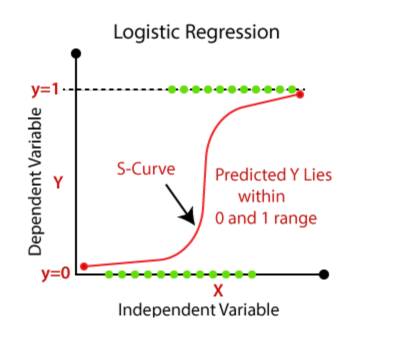 Logistic Regression
y=1
Dependent Variable
Y
S-Curve
Predicted Y Lies
within
0 and 1 range
y=0
X
Independent Variable